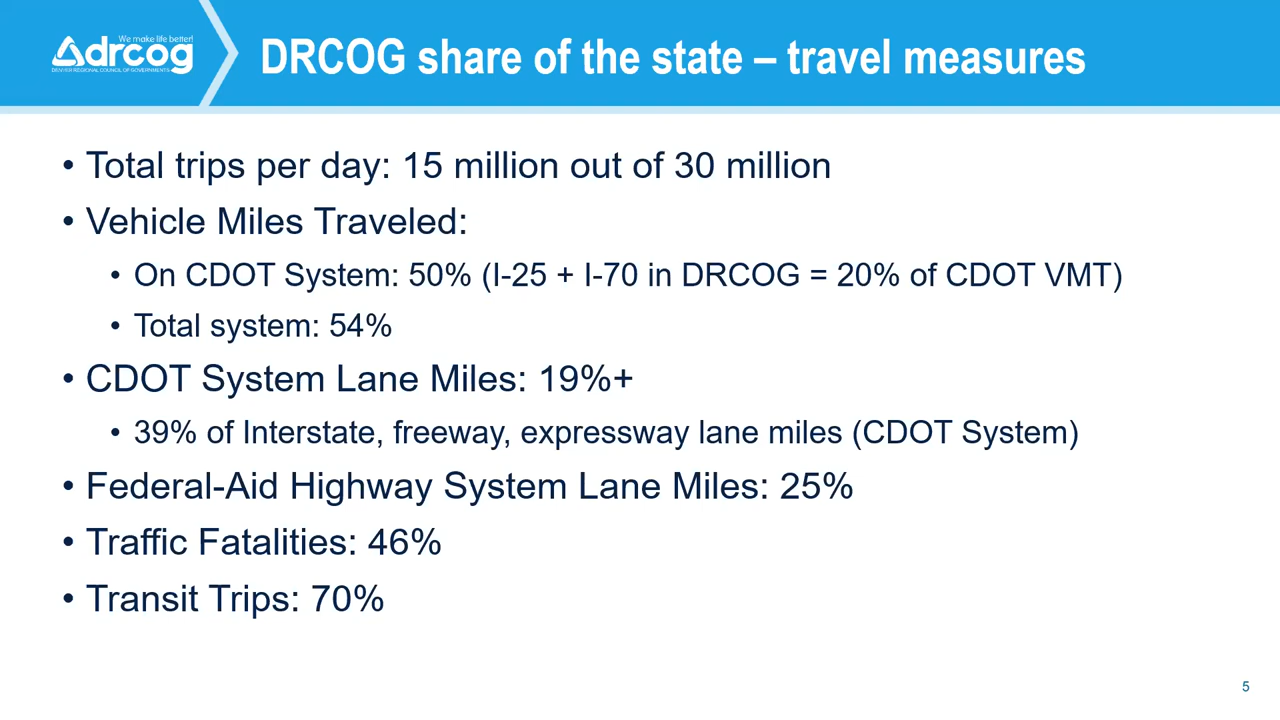 We make life better!
drcog
DENVER REGIONAL COUNCIL OF GOVERNMENTS
DRCOG share of the state – travel measures
• Total trips per day: 15 million out of 30 million
• Vehicle Miles Traveled:
• On CDOT System: 50% (I-25 + I-70 in DRCOG = 20% of CDOT VMT)
• Total system: 54%
• CDOT System Lane Miles: 19%+
• 39% of Interstate, freeway, expressway lane miles (CDOT System)
• Federal-Aid Highway System Lane Miles: 25%
• Traffic Fatalities: 46%
• Transit Trips: 70%
5